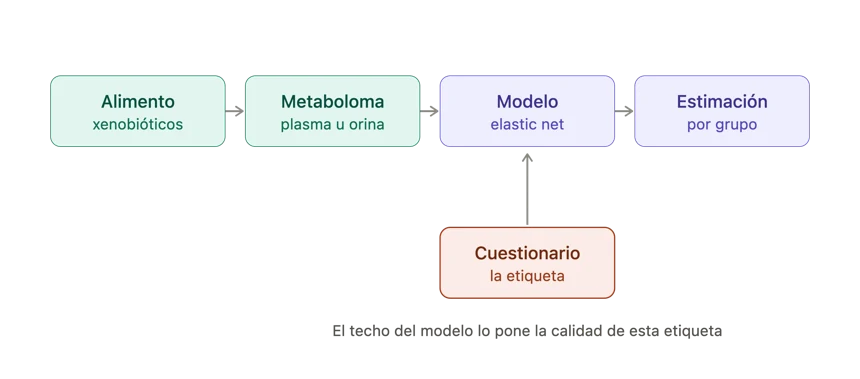 Alimento
xenobióticos
Metaboloma
plasma u orina
Modelo
elastic net
Estimación
por grupo
Cuestionario
la etiqueta
El techo del modelo lo pone la calidad de esta etiqueta